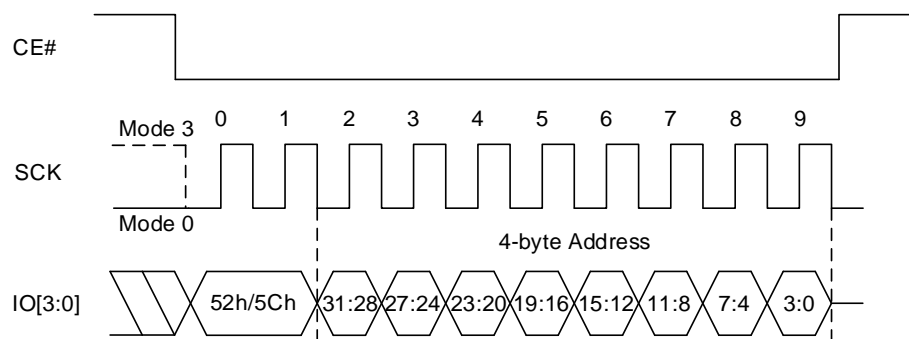 CE#
Mode 3 0 1 2 3 4 5 6 7 8 9
SCK
Mode 0
4-byte Address
IO[3:0] 52h/5Ch 31:28 27:24 23:20 19:16 15:12 11:8 7:4 3:0